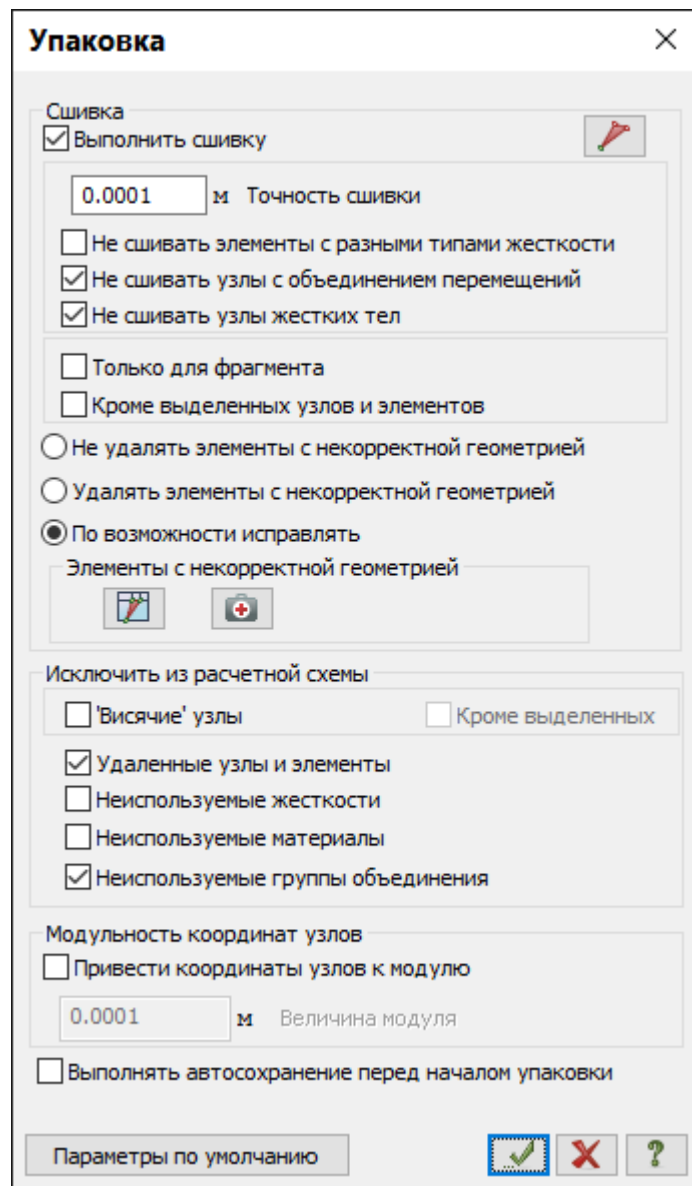 Упаковка
Сшивка
Выполнить сшивку
0.0001 м Точность сшивки
Не сшивать элементы с разными типами жесткости
Не сшивать узлы с объединением перемещений
Не сшивать узлы жестких тел
Только для фрагмента
Кроме выделенных узлов и элементов
Не удалять элементы с некорректной геометрией
Удалять элементы с некорректной геометрией
По возможности исправлять
Элементы с некорректной геометрией
Исключить из расчетной схемы
'Висячие' узлы Кроме выделенных
Удаленные узлы и элементы
Неиспользуемые жесткости
Неиспользуемые материалы
Неиспользуемые группы объединения
Модульность координат узлов
Привести координаты узлов к модулю
0.0001 м Величина модуля
Выполнять автосохранение перед началом упаковки
Параметры по умолчанию ?